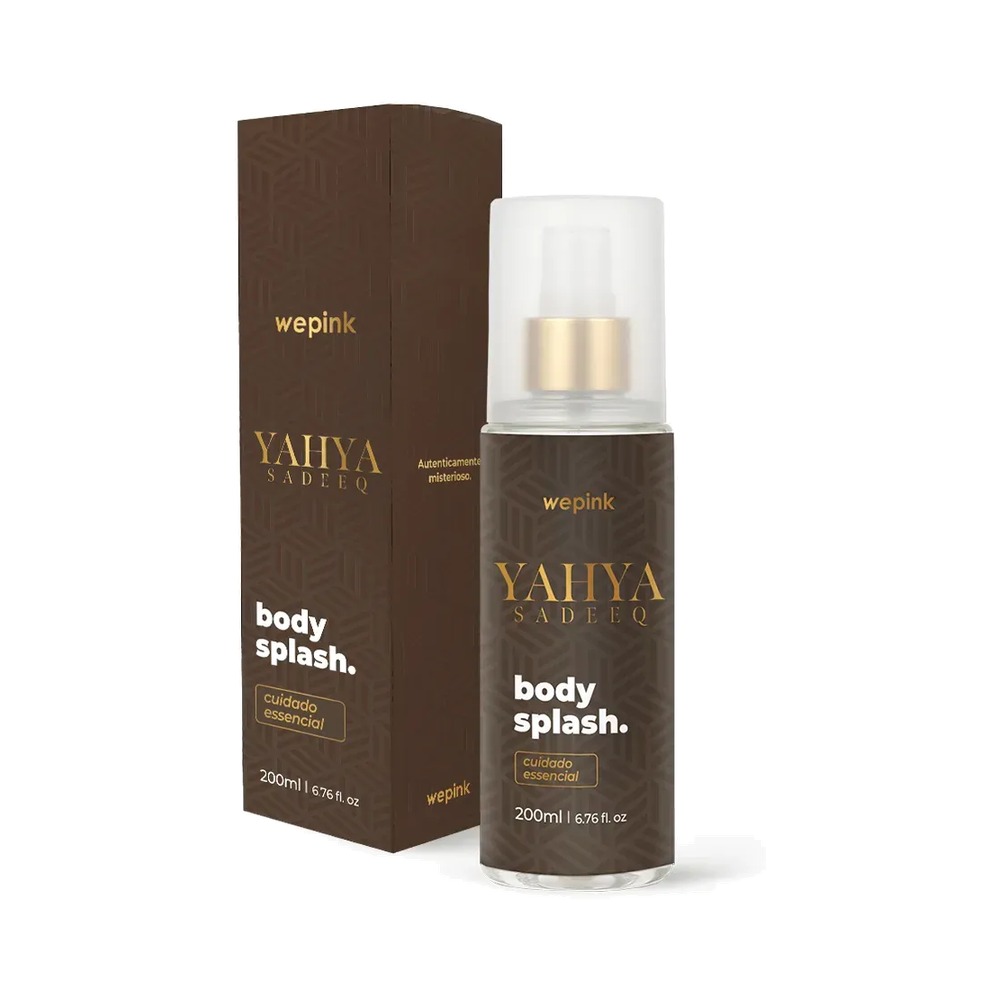 wepink
YAHYA
SADEEQ
body
splash.
cuidado
essencial
200ml | 6.76 fl. oz
Autenticamente
misterioso.
wepink
wepink
YAHYA
SADEEQ
body
splash.
cuidado
essencial
200ml | 6.76 fl. oz